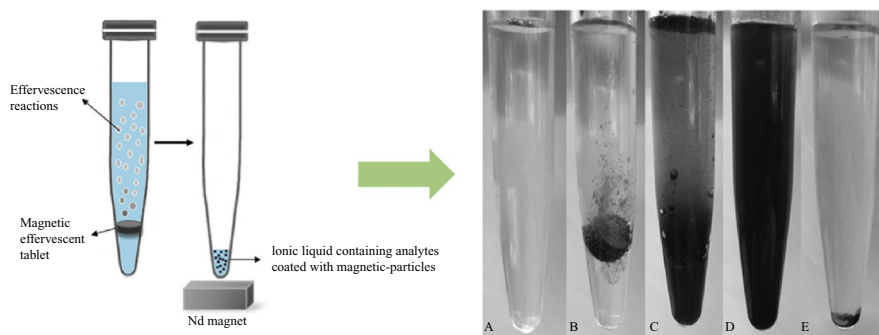 Effervescence
reactions
Magnetic
effervescent
tablet
Ionic liquid containing analytes
coated with magnetic-particles
Nd magnet
A B C D E